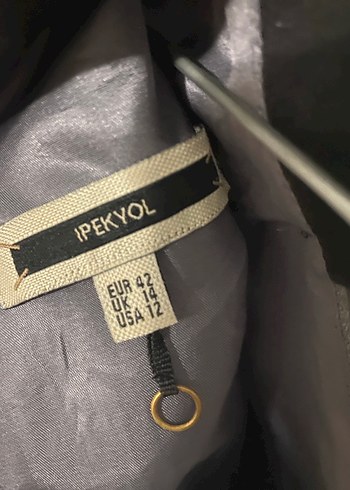 IPEKYOL
EUR 42
UK 14
USA 12